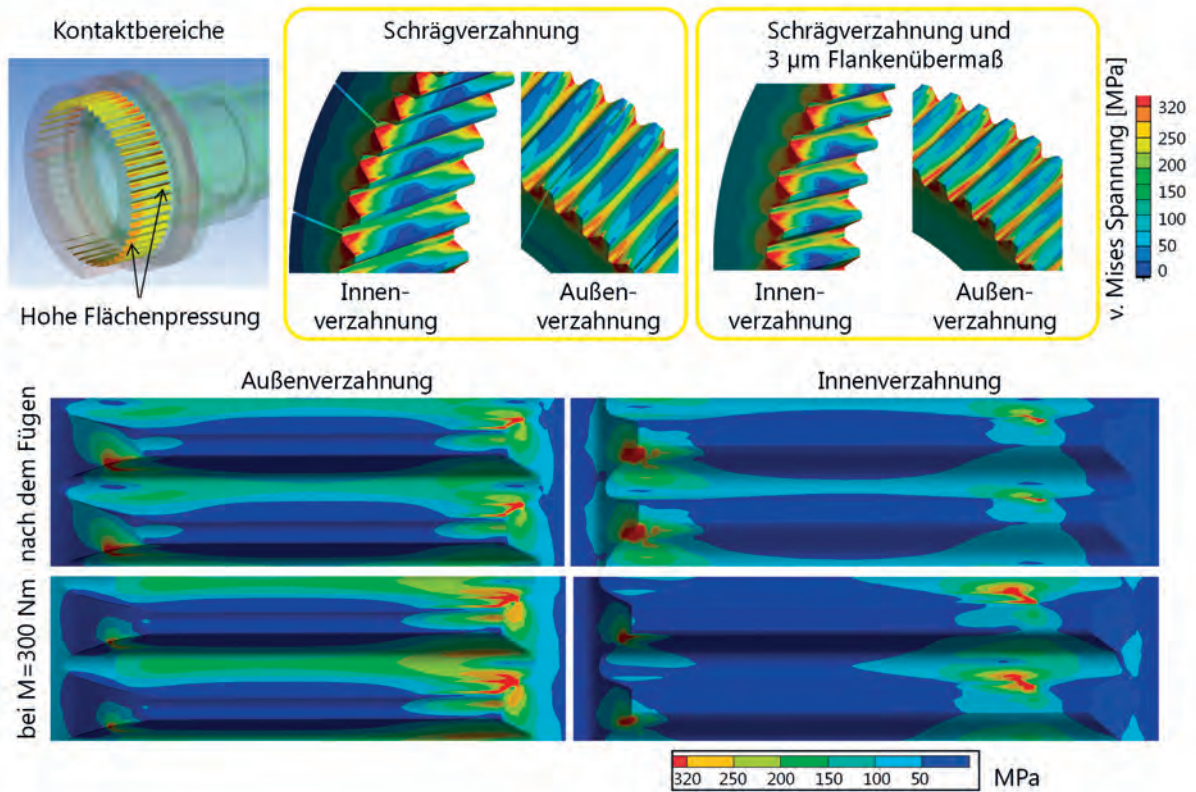 Kontaktbereiche
Hohe Flächenpressung
Schrägverzahnung
Innen-
verzahnung
Außen-
verzahnung
Schrägverzahnung und
3 µm Flankenübermaß
Innen-
verzahnung
Außen-
verzahnung
v. Mises Spannung [MPa]
320
250
200
150
100
50
0
Außenverzahnung
Innenverzahnung
nach dem Fügen
bei M=300 Nm
320 250 200 150 100 50
MPa